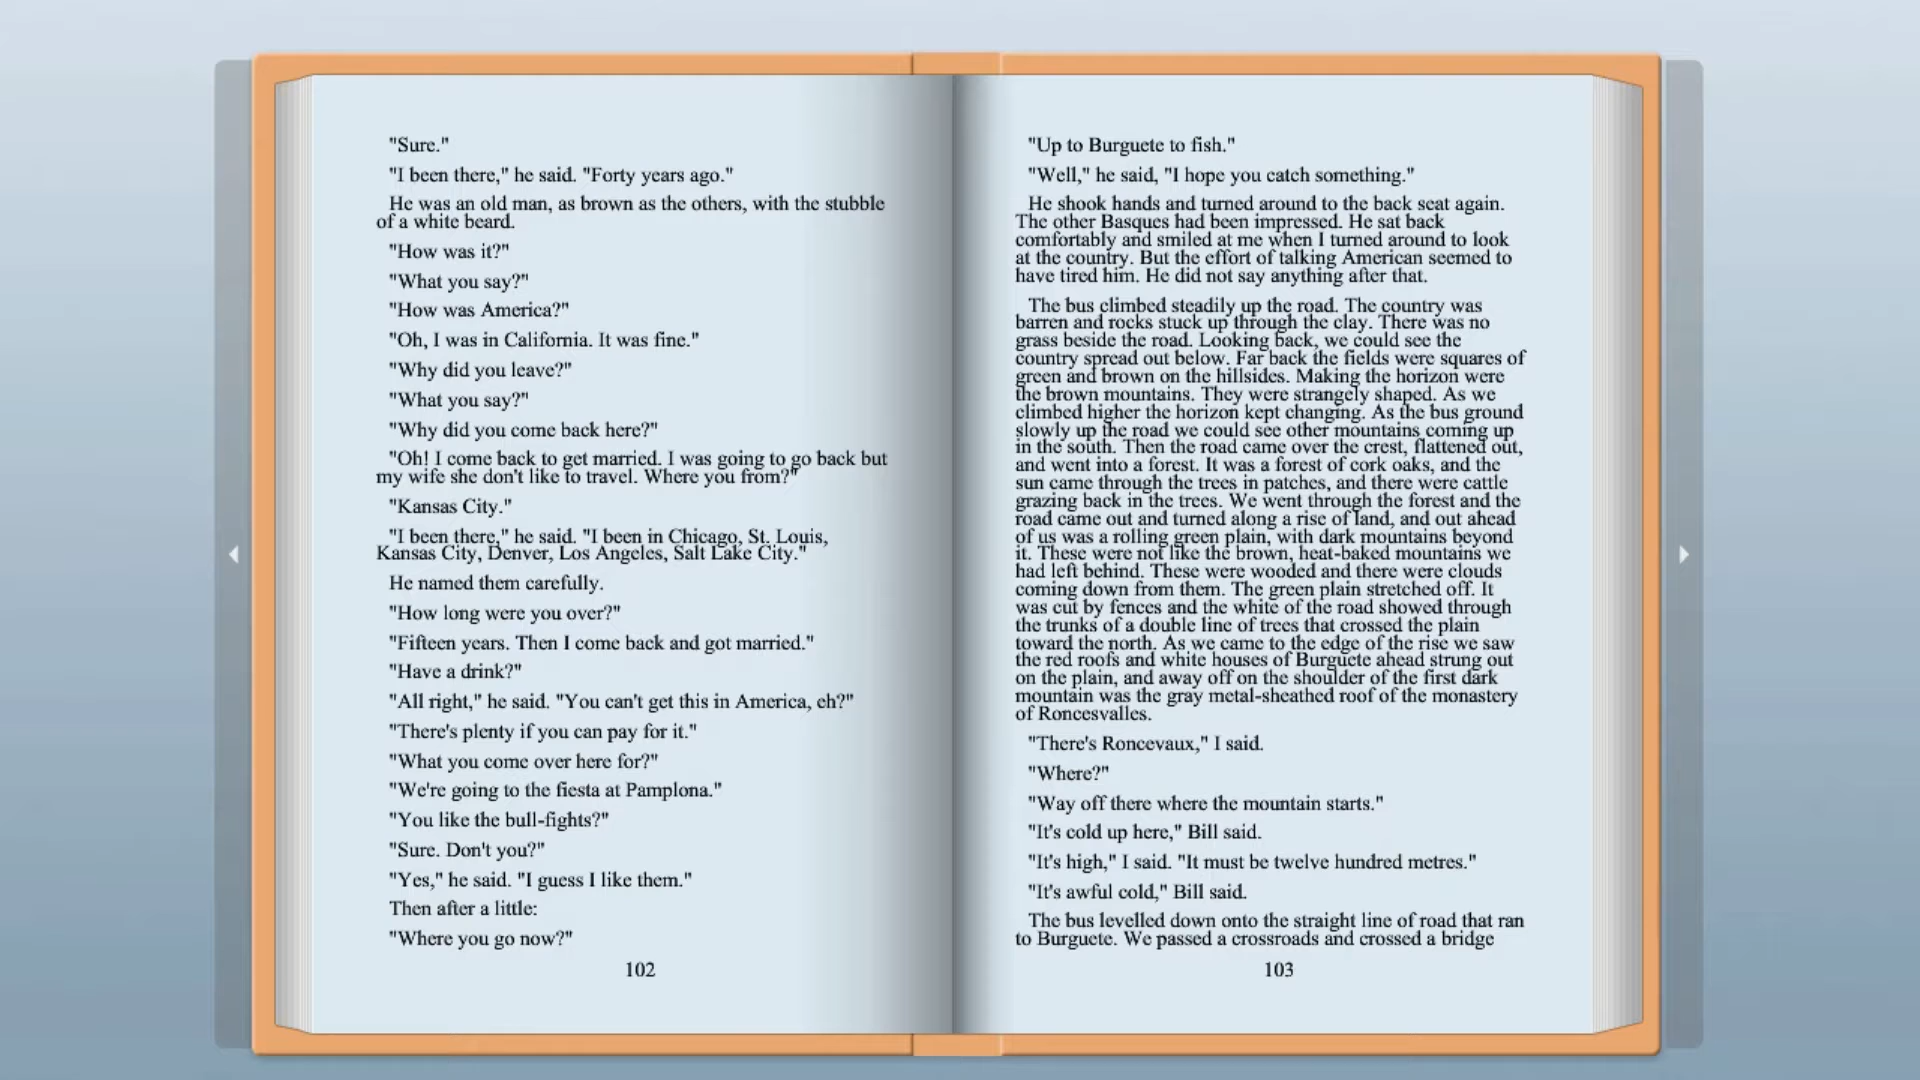 "Sure."
"I been there," he said. "Forty years ago."
He was an old man, as brown as the others, with the stubble
of a white beard.
"How was it?"
"What you say?"
"How was America?"
"Oh, I was in California. It was fine."
"Why did you leave?"
"What you say?"
"Why did you come back here?"
"Oh! I come back to get married. I was going to go back but
my wife she don't like to travel. Where you from?"
"Kansas City."
"I been there," he said. "I been in Chicago, St. Louis,
Kansas City, Denver, Los Angeles, Salt Lake City."
He named them carefully.
"How long were you over?"
"Fifteen years. Then I come back and got married."
"Have a drink?"
"All right," he said. "You can't get this in America, eh?"
"There's plenty if you can pay for it."
"What you come over here for?"
"We're going to the fiesta at Pamplona."
"You like the bull-fights?"
"Sure. Don't you?"
"Yes," he said. "I guess I like them."
Then after a little:
"Where you go now?"
102
"Up to Burguete to fish."
"Well," he said, "I hope you catch something."
He shook hands and turned around to the back seat again.
The other Basques had been impressed. He sat back
comfortably and smiled at me when I turned around to look
at the country. But the effort of talking American seemed to
have tired him. He did not say anything after that.
The bus climbed steadily up the road. The country was
barren and rocks stuck up through the clay. There was no
grass beside the road. Looking back, we could see the
country spread out below. Far back the fields were squares of
green and brown on the hillsides. Making the horizon were
the brown mountains. They were strangely shaped. As we
climbed higher the horizon kept changing. As the bus ground
slowly up the road we could see other mountains coming up
in the south. Then the road came over the crest, flattened out,
and went into a forest. It was a forest of cork oaks, and the
sun came through the trees in patches, and there were cattle
grazing back in the trees. We went through the forest and the
road came out and turned along a rise of land, and out ahead
of us was a rolling green plain, with dark mountains beyond
it. These were not like the brown, heat-baked mountains we
had left behind. These were wooded and there were clouds
coming down from them. The green plain stretched off. It
was cut by fences and the white of the road showed through
the trunks of a double line of trees that crossed the plain
toward the north. As we came to the edge of the rise we saw
the red roofs and white houses of Burguete ahead strung out
on the plain, and away off on the shoulder of the first dark
mountain was the gray metal-sheathed roof of the monastery
of Roncesvalles.
"There's Roncevaux," I said.
"Where?"
"Way off there where the mountain starts."
"It's cold up here," Bill said.
"It's high," I said. "It must be twelve hundred metres."
"It's awful cold," Bill said.
The bus levelled down onto the straight line of road that ran
to Burguete. We passed a crossroads and crossed a bridge
103